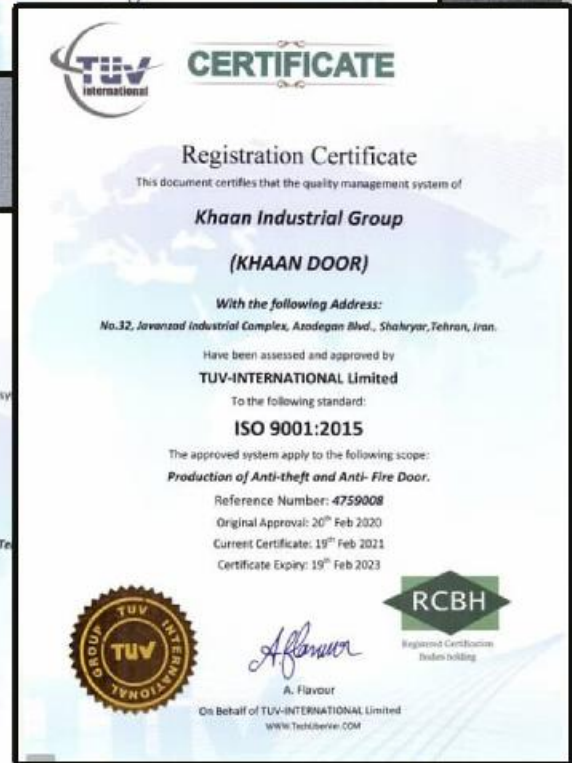 TÜV
international
CERTIFICATE
Registration Certificate
This document certifies that the quality management system of
Khaan Industrial Group
(KHAAN DOOR)
With the following Address:
No.32, Javanzad Industrial Complex, Azadegan Blvd., Shahryar,Tehran, Iran.
Have been assessed and approved by
TUV-INTERNATIONAL Limited
To the following standard:
ISO 9001:2015
The approved system apply to the following scope:
Production of Anti-theft and Anti- Fire Door.
Reference Number: 4759008
Original Approval: 20th Feb 2020
Current Certificate: 19th Feb 2021
Certificate Expiry: 19th Feb 2023
TUV INTERNATIONAL GROUP
TUV
RCBH
Registered Certification
Bodies holding
A. Flavour
On Behalf of TUV-INTERNATIONAL Limited